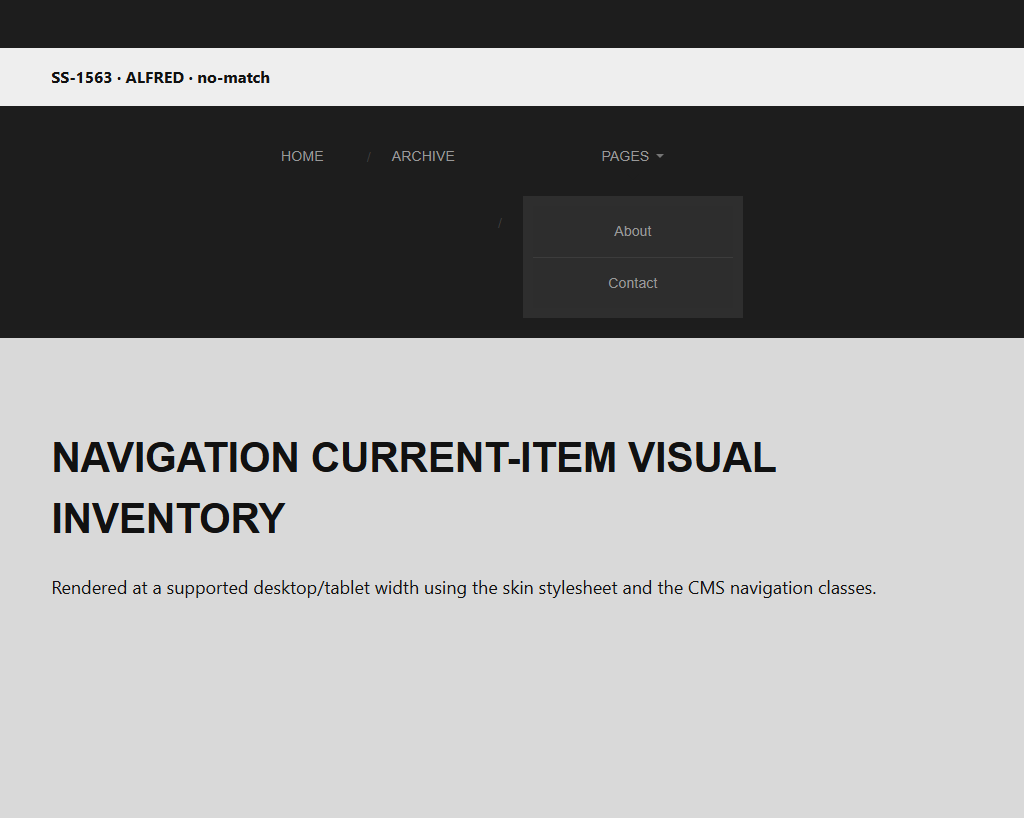 SS-1563 · ALFRED · no-match
HOME / ARCHIVE PAGES
/
About
Contact
NAVIGATION CURRENT-ITEM VISUAL
INVENTORY
Rendered at a supported desktop/tablet width using the skin stylesheet and the CMS navigation classes.